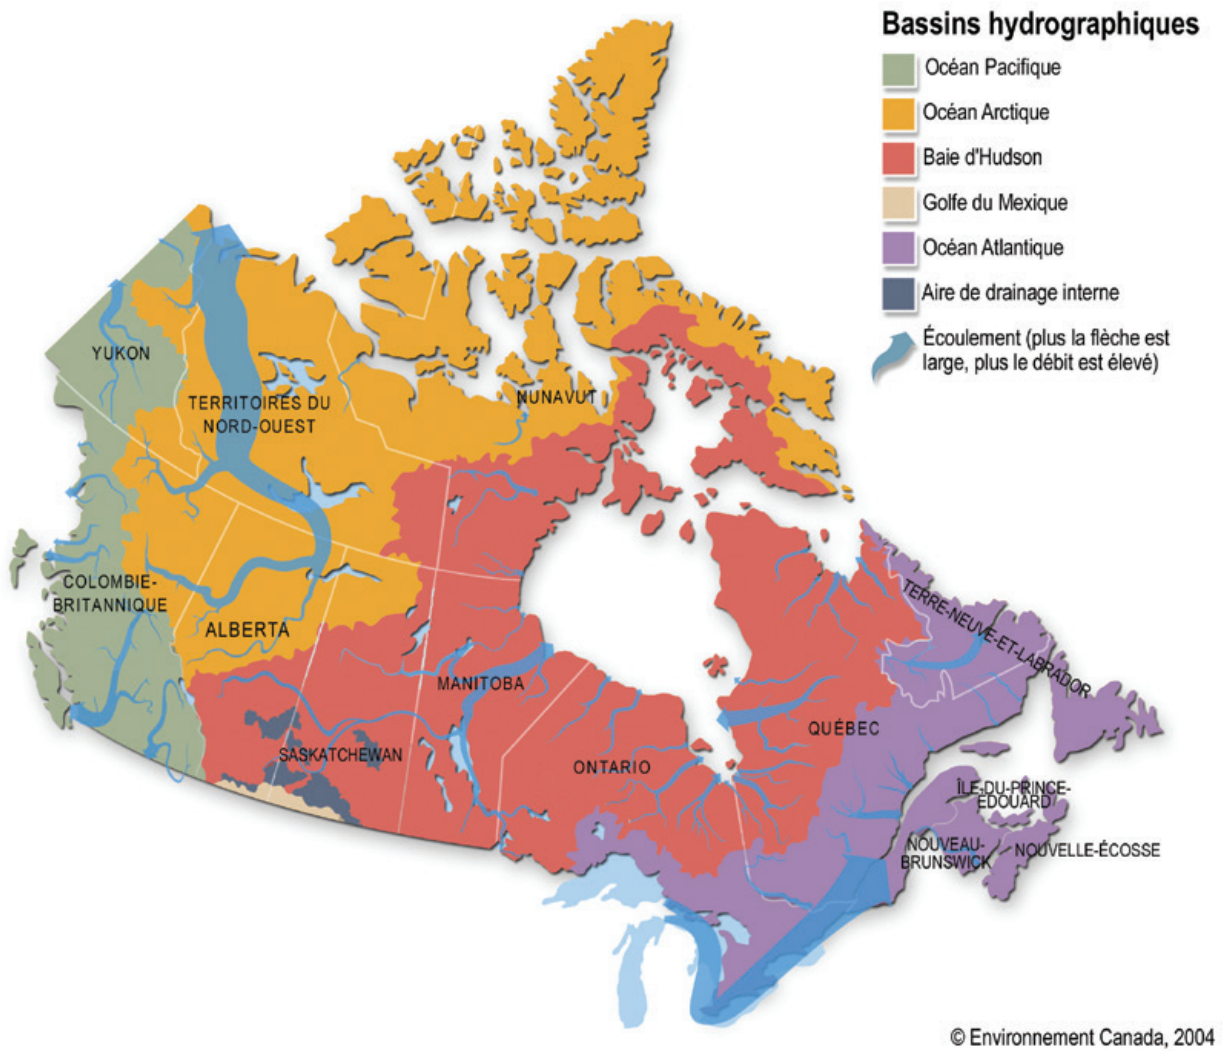 Bassins hydrographiques
Océan Pacifique
Océan Arctique
Baie d'Hudson
Golfe du Mexique
Océan Atlantique
Aire de drainage interne
Écoulement (plus la flèche est
large, plus le débit est élevé)
YUKON
TERRITOIRES DU
NORD-OUEST
NUNAVUT
COLOMBIE-
BRITANNIQUE
ALBERTA
SASKATCHEWAN
MANITOBA
ONTARIO
QUÉBEC
TERRE-NEUVE-ET-LABRADOR
ÎLE-DU-PRINCE-
ÉDOUARD
NOUVEAU-
BRUNSWICK
NOUVELLE-ÉCOSSE
© Environnement Canada, 2004